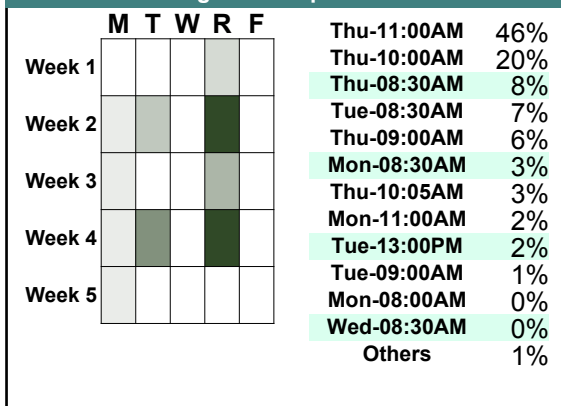 M T W R F
Week 1
Week 2
Week 3
Week 4
Week 5
Thu-11:00AM 46%
Thu-10:00AM 20%
Thu-08:30AM 8%
Tue-08:30AM 7%
Thu-09:00AM 6%
Mon-08:30AM 3%
Thu-10:05AM 3%
Mon-11:00AM 2%
Tue-13:00PM 2%
Tue-09:00AM 1%
Mon-08:00AM 0%
Wed-08:30AM 0%
Others 1%